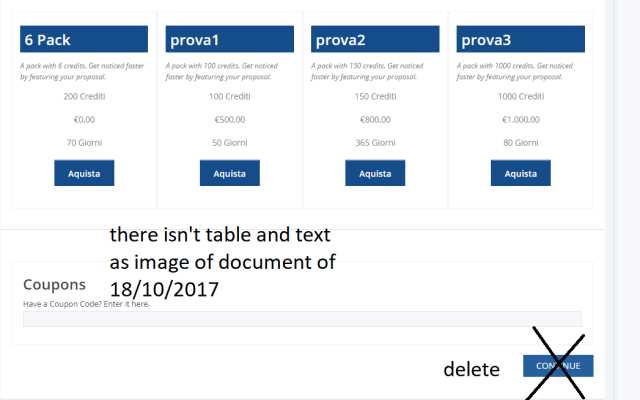 6 Pack
prova1
prova2
prova3
A pack with 6 credits. Get noticed faster
by featuring your proposal.
A pack with 100 credits. Get noticed
faster by featuring your proposal.
A pack with 150 credits. Get noticed
faster by featuring your proposal.
A pack with 1000 credits. Get noticed
faster by featuring your proposal.
200 Crediti
100 Crediti
150 Crediti
1000 Crediti
€0,00
€500,00
€800,00
€1.000,00
70 Giorni
50 Giorni
365 Giorni
80 Giorni
Aquista
Aquista
Aquista
Aquista
there isn't table and text
as image of document of
18/10/2017
Coupons
Have a Coupon Code? Enter it here.
delete
CONTINUE